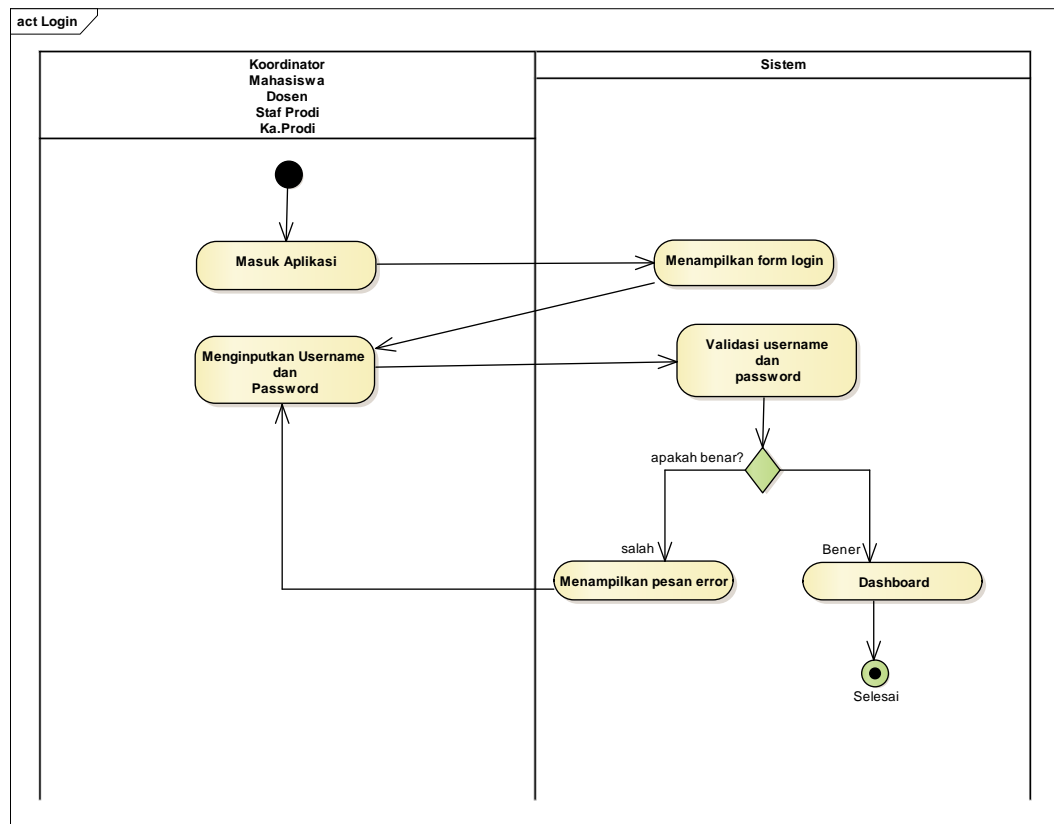 act Login
Koordinator
Mahasiswa
Dosen
Staf Prodi
Ka.Prodi
Sistem
Masuk Aplikasi
Menampilkan form login
Menginputkan Username
dan
Password
Validasi username
dan
password
apakah benar?
salah
Bener
Menampilkan pesan error
Dashboard
Selesai